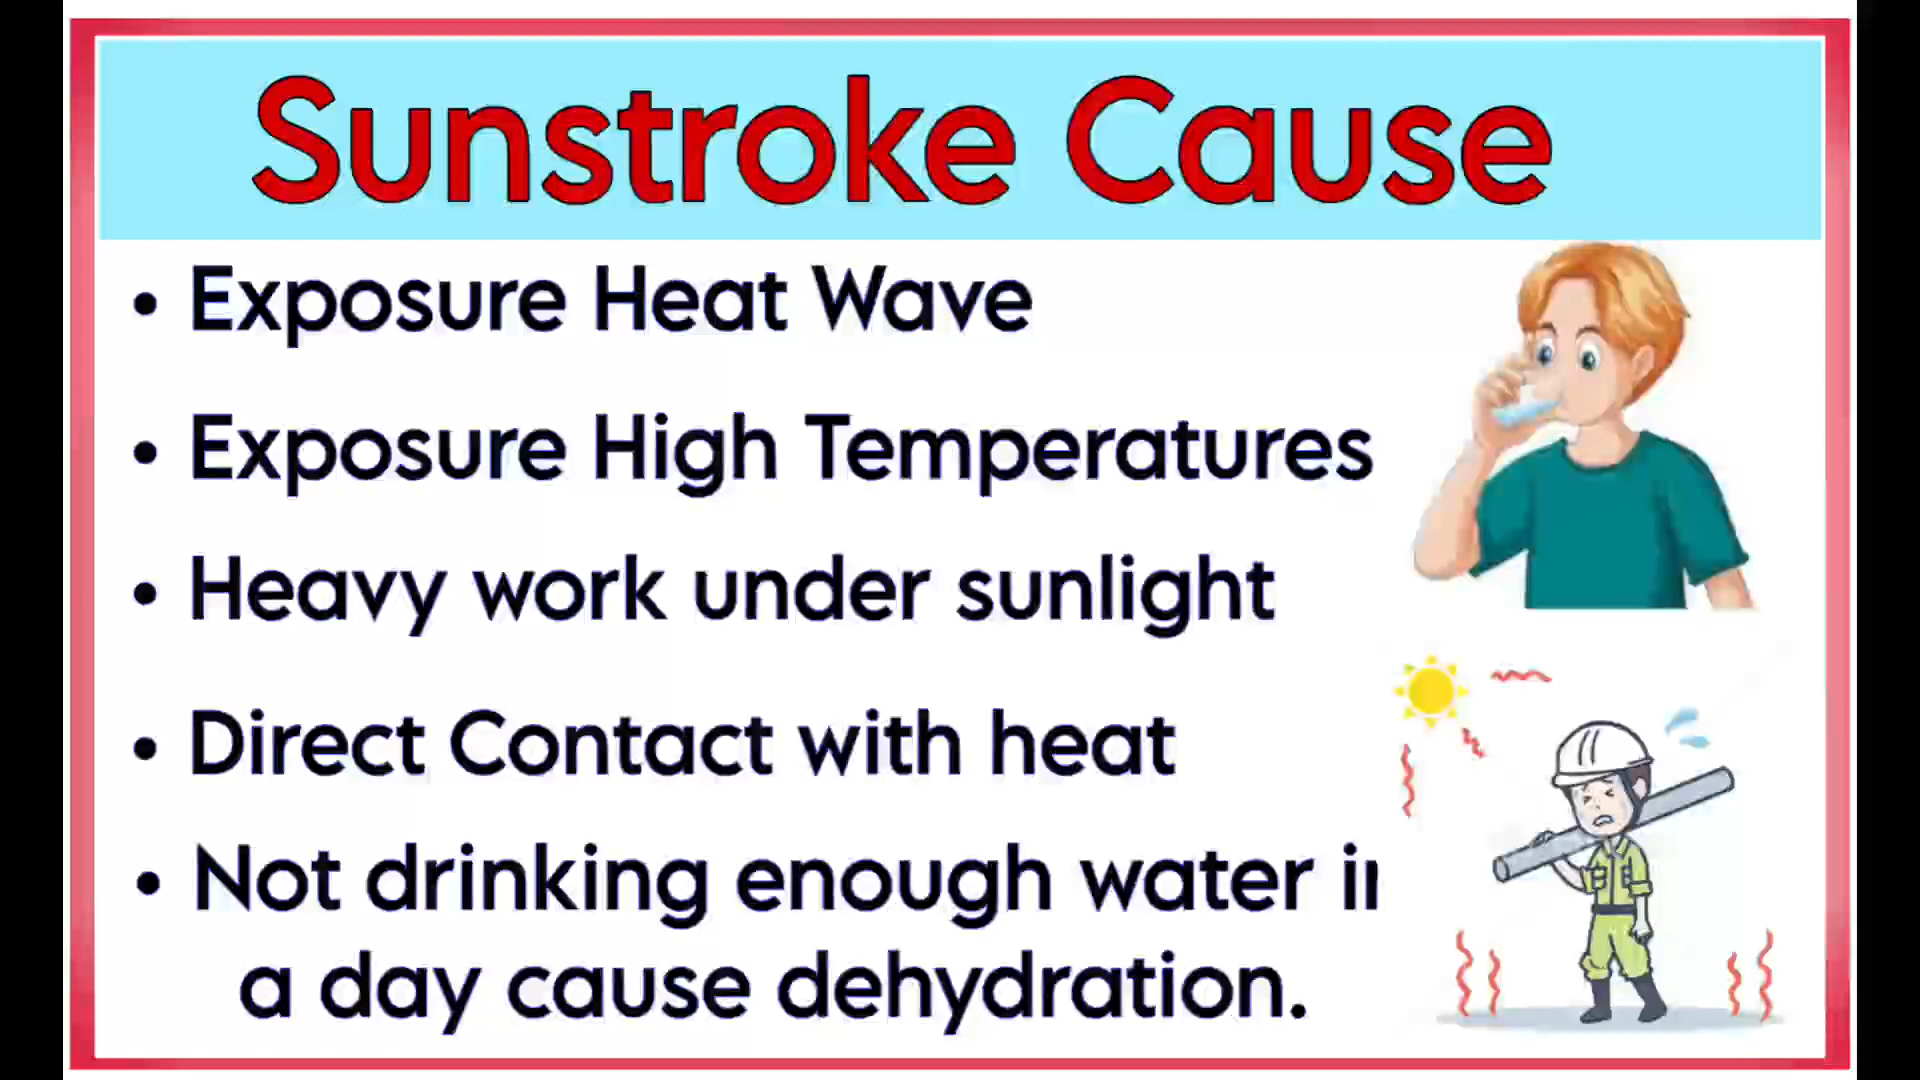 Sunstroke Cause
• Exposure Heat Wave
• Exposure High Temperatures
• Heavy work under sunlight
• Direct Contact with heat
• Not drinking enough water in
a day cause dehydration.